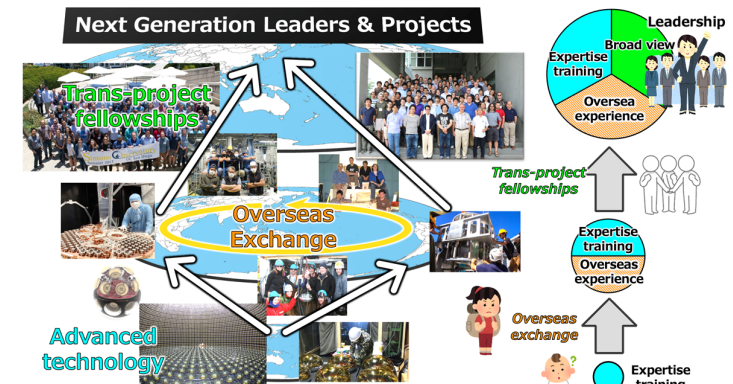 Next Generation Leaders & Projects
Trans-project
fellowships
Overseas
Exchange
Advanced
technology
Leadership
Broad view
Expertise
training
Oversea
experience
Trans-project
fellowships
Expertise
training
Overseas
experience
Overseas
exchange
?
Expertise
training